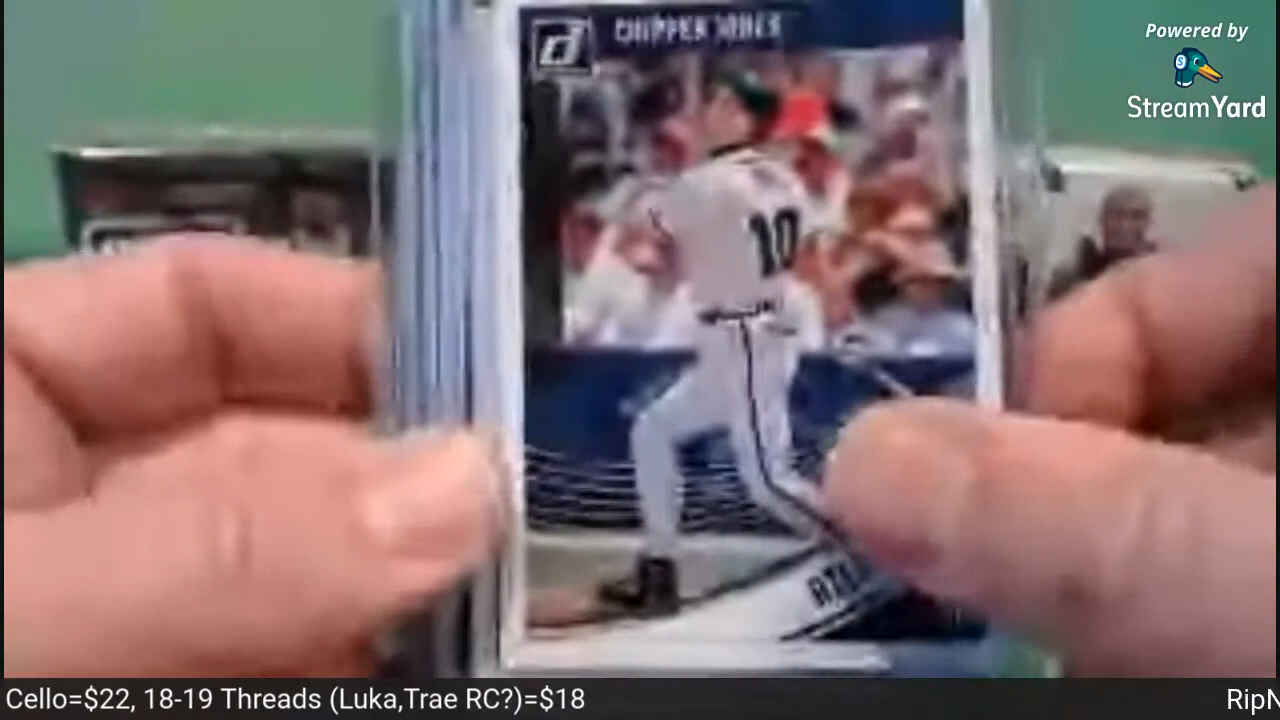 CHIPPER JONES
Powered by
StreamYard
10
Cello=$22, 18-19 Threads (Luka,Trae RC?)=$18
RipN